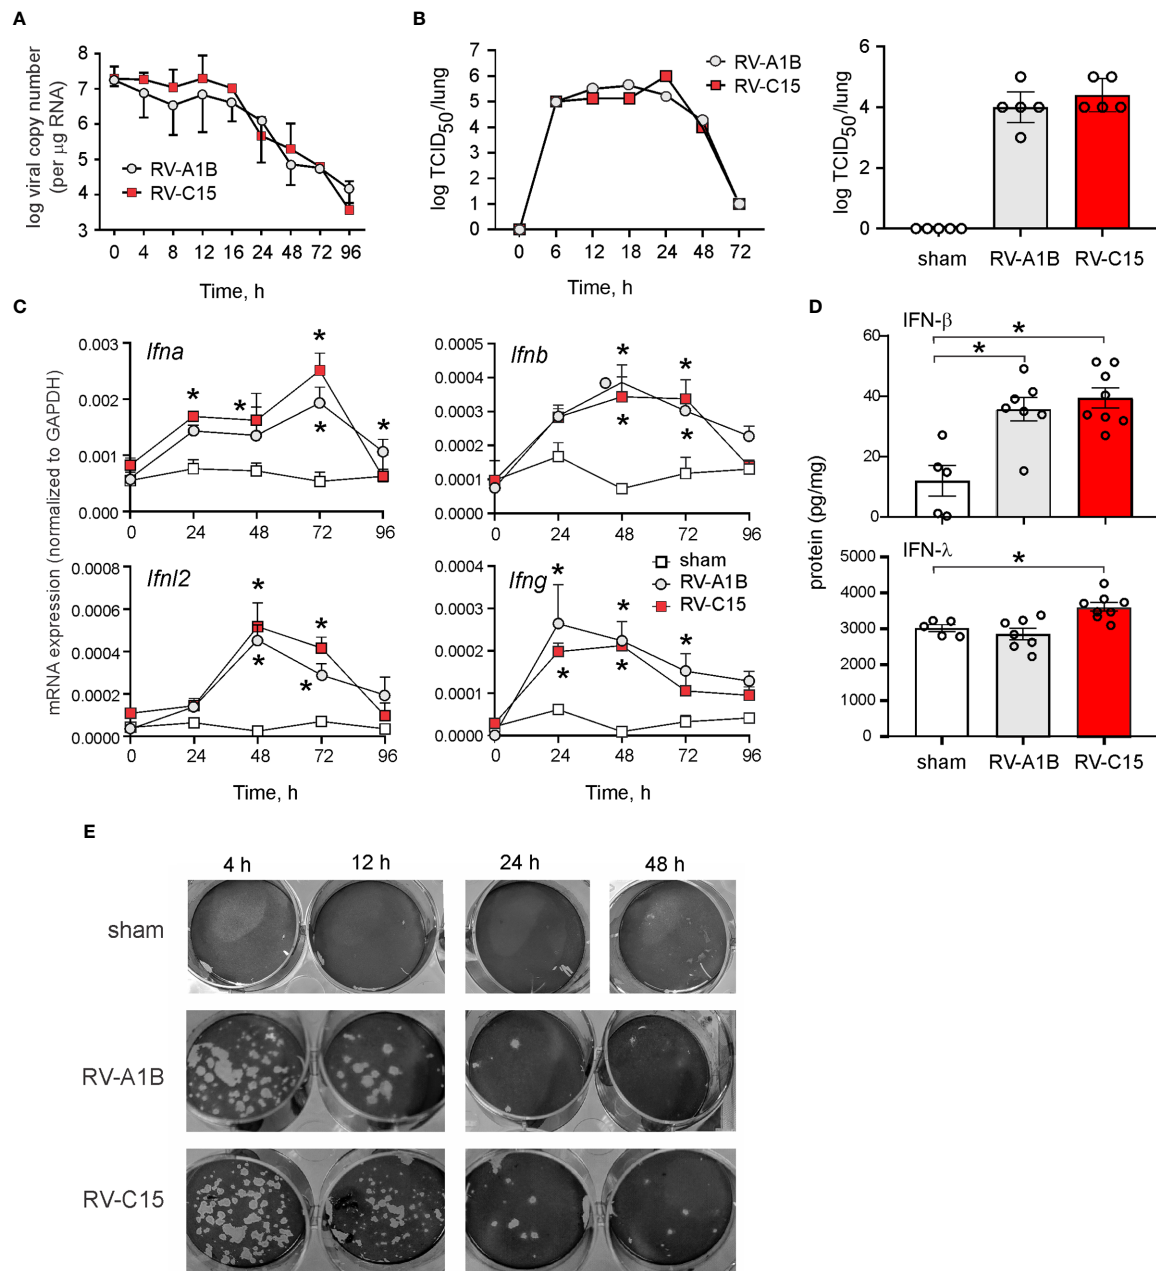 A
log viral copy number
(per µg RNA)
8
7
6
5
4
3
RV-A1B
RV-C15
0 4 8 12 16 24 48 72 96
Time, h
B
log TCID50/lung
7
6
5
4
3
2
1
0
RV-A1B
RV-C15
0 6 12 18 24 48 72
Time, h
log TCID50/lung
6
4
2
0
sham RV-A1B RV-C15
C
mRNA expression (normalized to GAPDH)
Ifna
0.003
0.002
0.001
0.000
* * * * *
0 24 48 72 96
Ifnb
0.0005
0.0004
0.0003
0.0002
0.0001
0.000
* * * *
0 24 48 72 96
Ifnl2
0.0008
0.0006
0.0004
0.0002
0.0000
* * * *
0 24 48 72 96
Time, h
Ifng
0.0004
0.0003
0.0002
0.0001
0.0000
* * * * *
sham
RV-A1B
RV-C15
0 24 48 72 96
Time, h
D
protein (pg/mg)
IFN-β
60
40
20
0
*
*
IFN-λ
5000
4000
3000
2000
1000
0
*
sham RV-A1B RV-C15
E
4 h 12 h 24 h 48 h
sham
RV-A1B
RV-C15